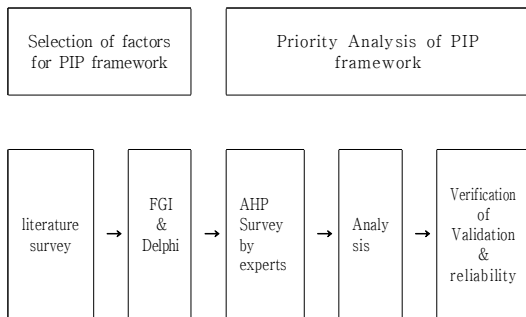 Selection of factors
for PIP framework
Priority Analysis of PIP
framework
literature
survey
→
FGI
&
Delphi
→
AHP
Survey
by
experts
→
Analy
sis
→
Verification
of
Validation
&
reliability